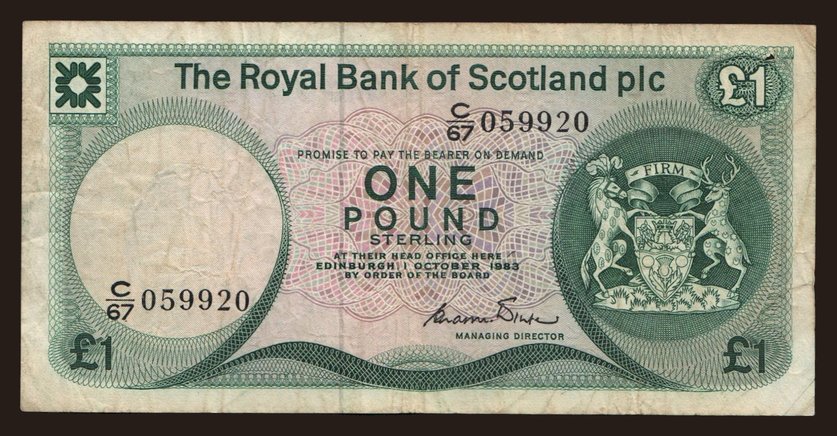 The Royal Bank of Scotland plc
£1
C/67 059920
PROMISE TO PAY THE BEARER ON DEMAND
ONE
POUND
STERLING
AT THEIR HEAD OFFICE HERE
EDINBURGH, 1 OCTOBER 1983
BY ORDER OF THE BOARD
FIRM
C/67 059920
MANAGING DIRECTOR
£1
£1